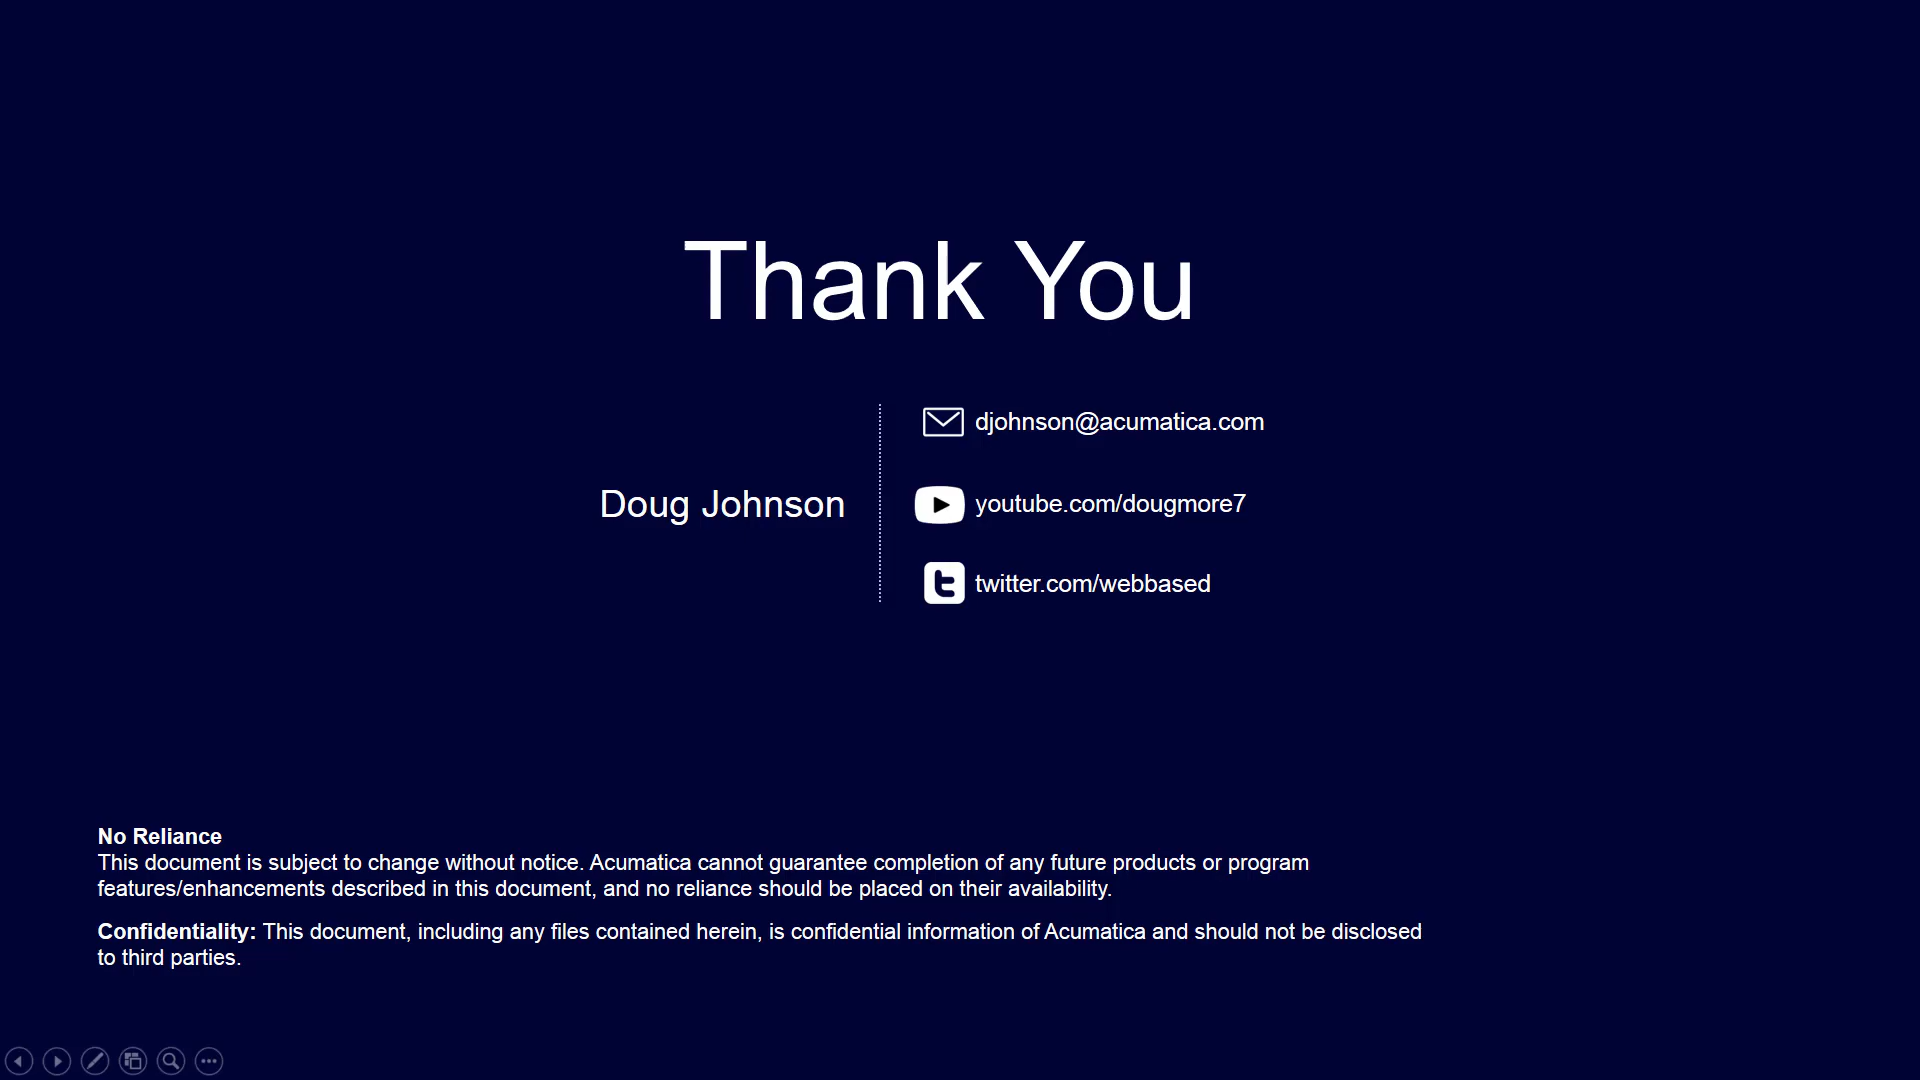 Thank You
Doug Johnson
djohnson@acumatica.com
youtube.com/dougmore7
twitter.com/webbased
No Reliance
This document is subject to change without notice. Acumatica cannot guarantee completion of any future products or program
features/enhancements described in this document, and no reliance should be placed on their availability.
Confidentiality: This document, including any files contained herein, is confidential information of Acumatica and should not be disclosed
to third parties.